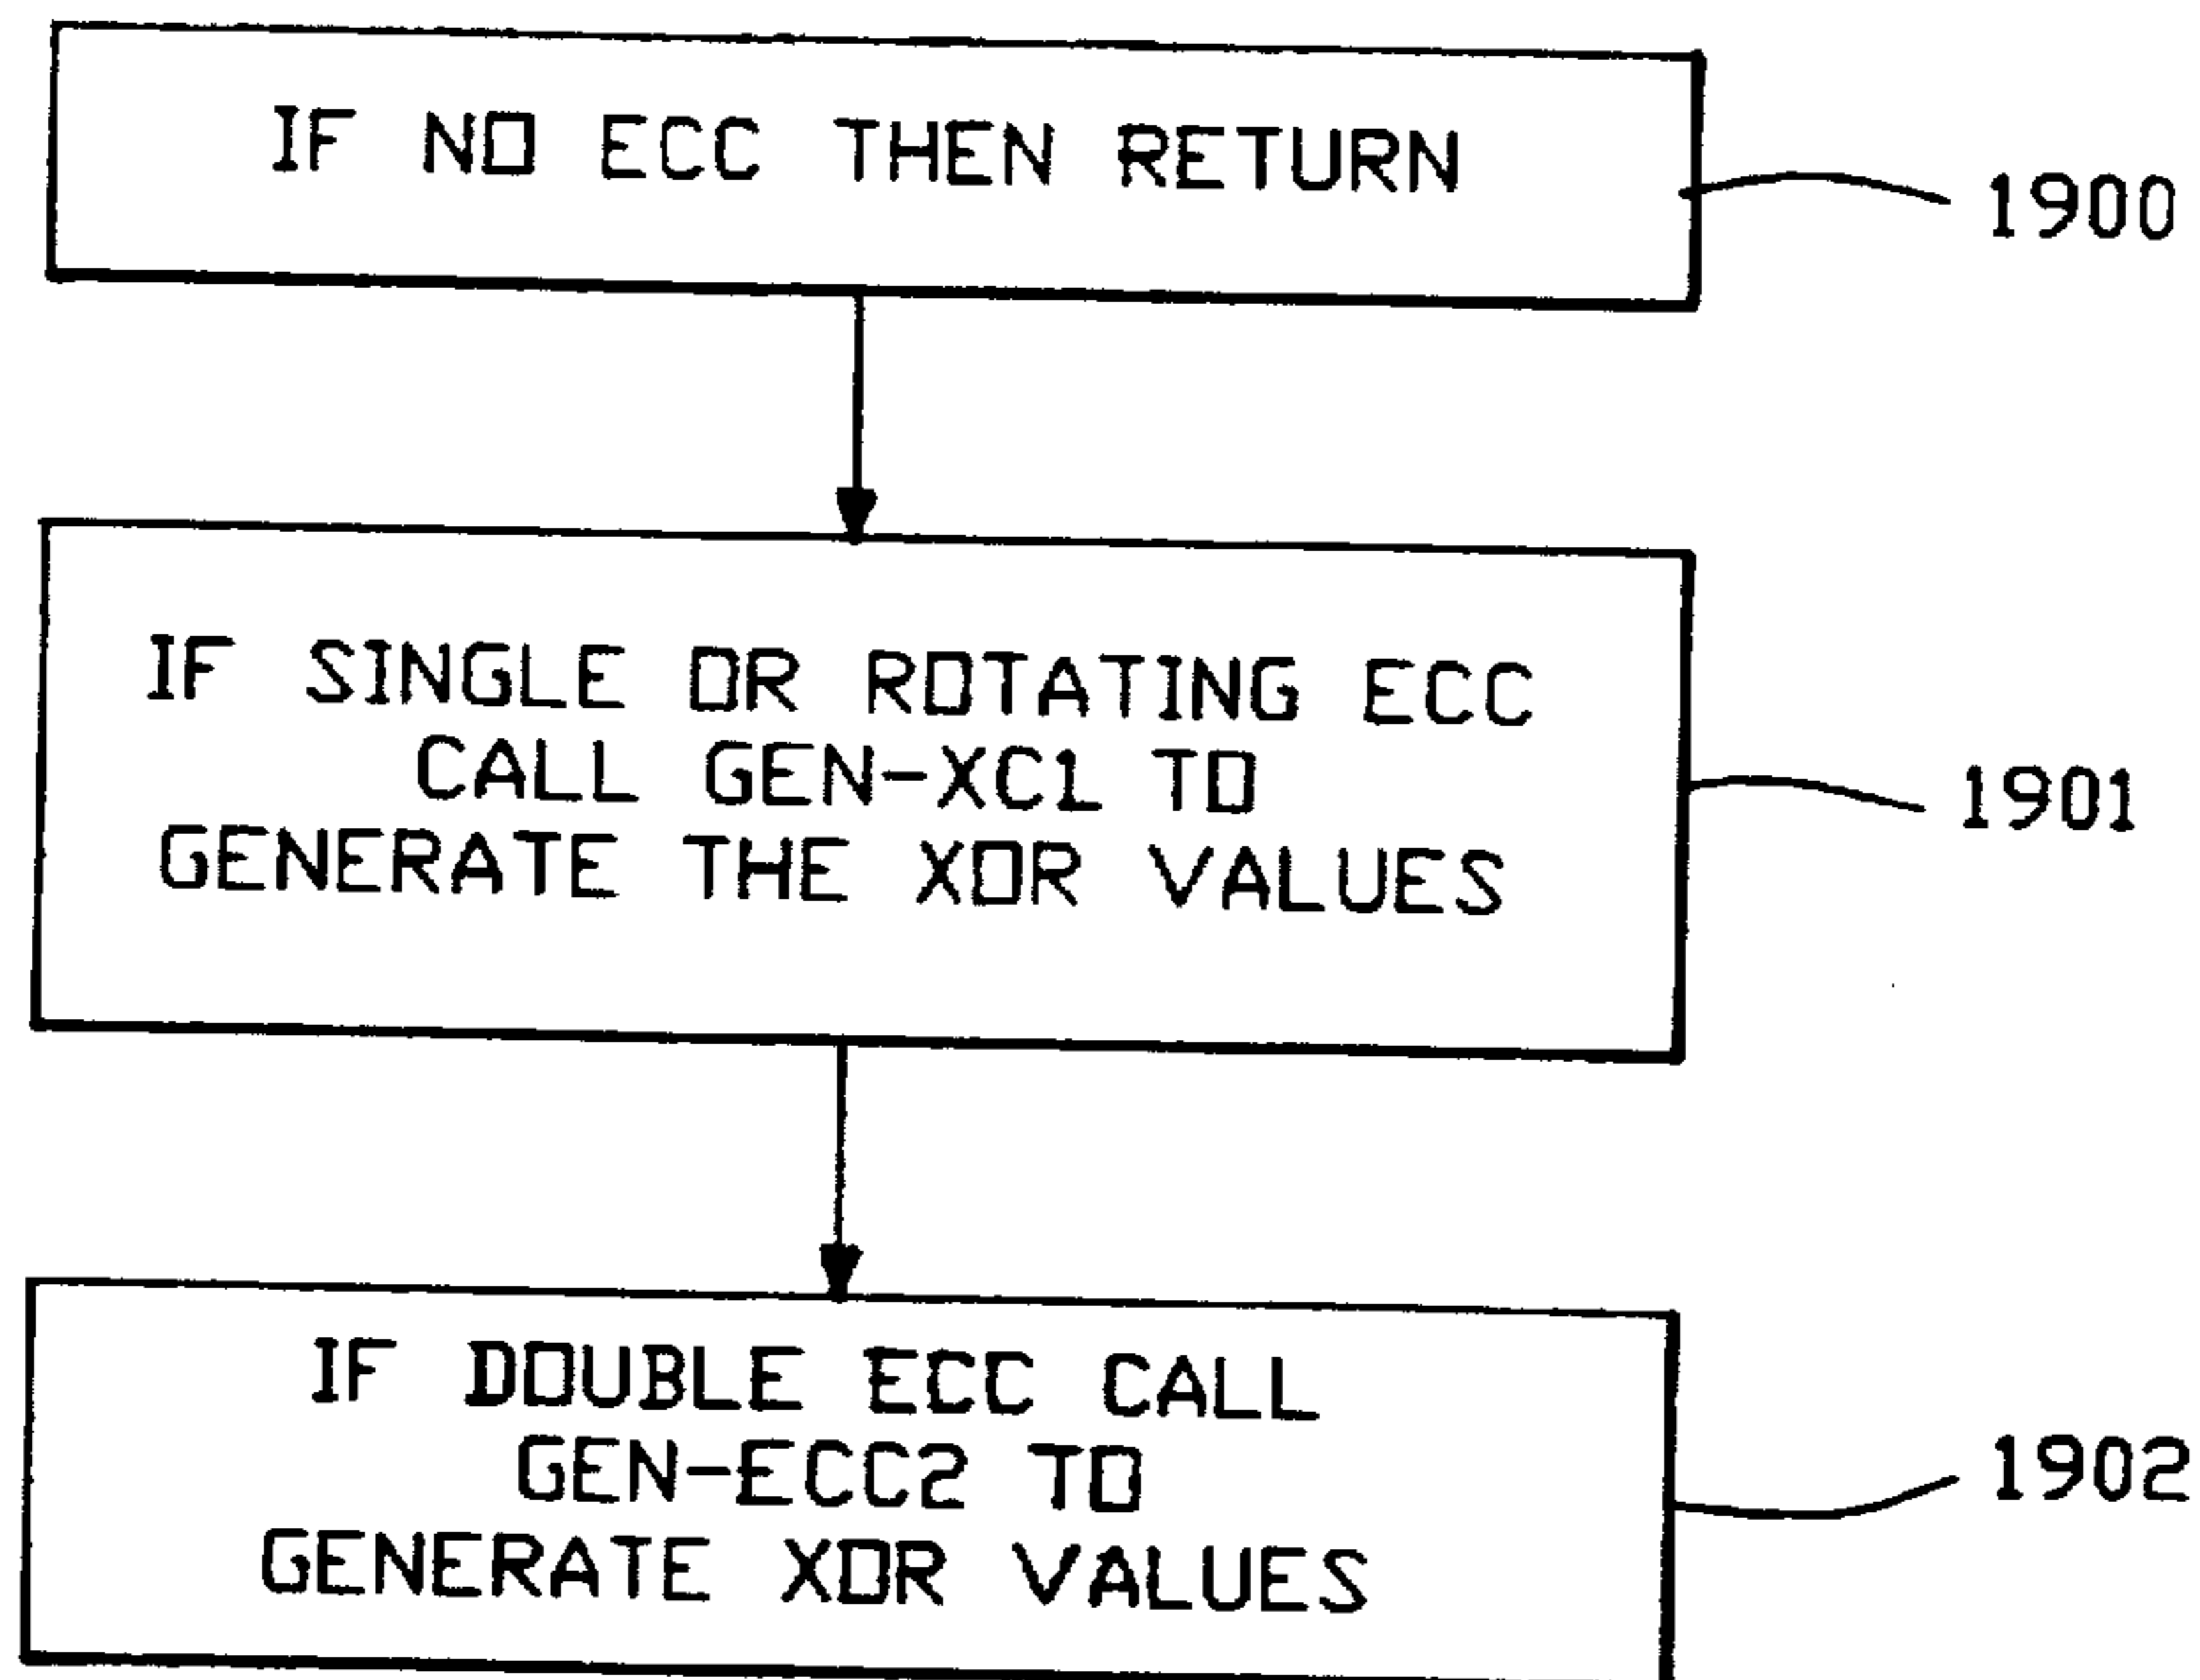 IF NO ECC THEN RETURN
1900
IF SINGLE OR ROTATING ECC
CALL GEN-XC1 TO
GENERATE THE XOR VALUES
1901
IF DOUBLE ECC CALL
GEN-ECC2 TO
GENERATE XOR VALUES
1902